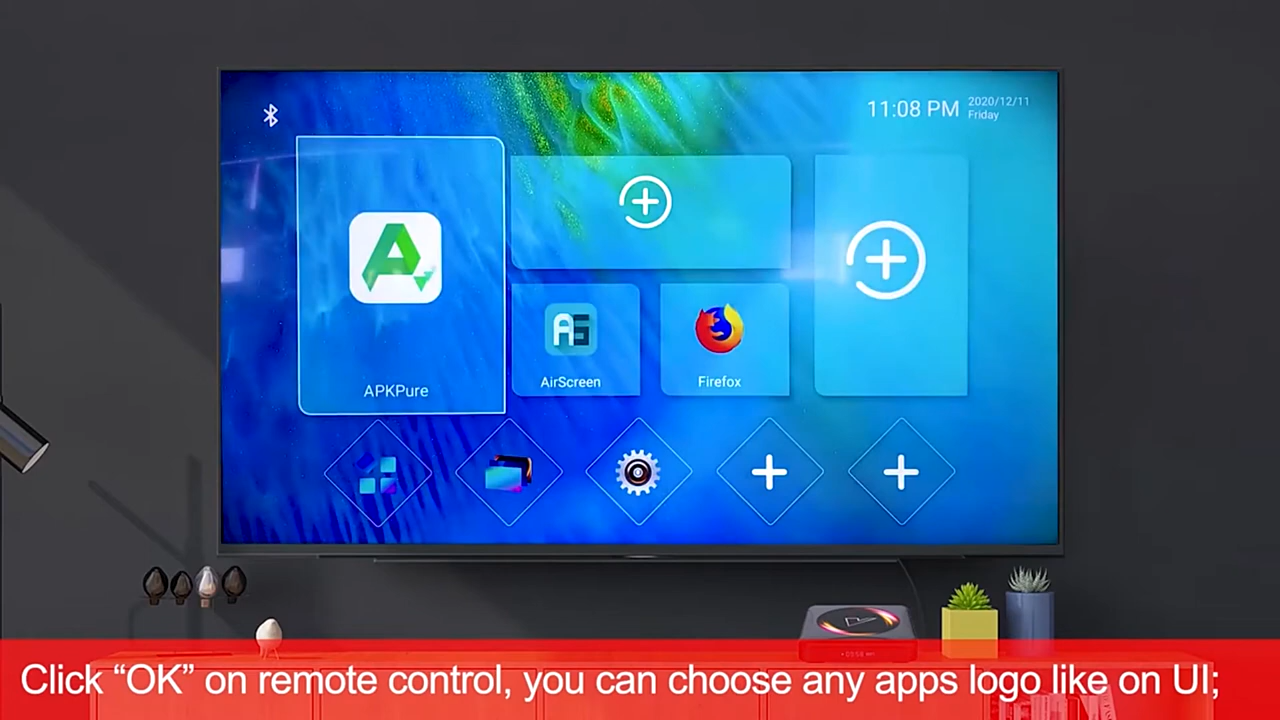 11:08 PM
2020/12/11
Friday
APKPure
AirScreen
Firefox
Click “OK” on remote control, you can choose any apps logo like on UI;